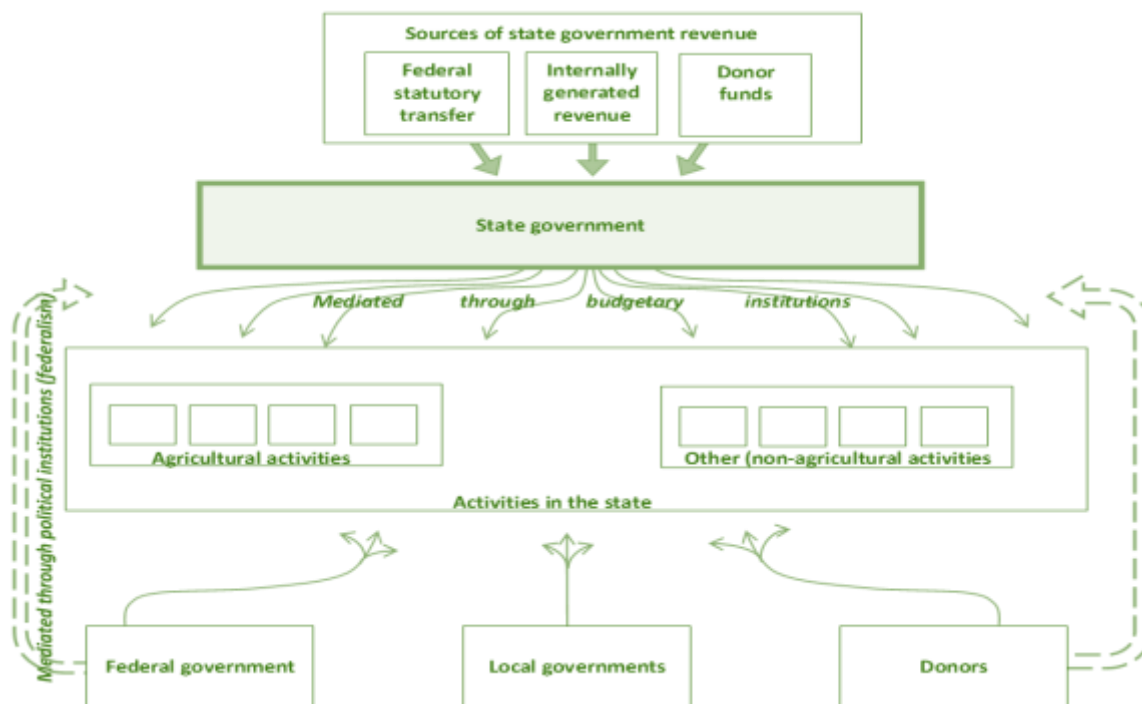 Sources of state government revenue
Federal
statutory
transfer
Internally
generated
revenue
Donor
funds
State government
Mediated through budgetary institutions
Mediated through political institutions (federalism)
Agricultural activities
Other (non-agricultural activities
Activities in the state
Federal government
Local governments
Donors